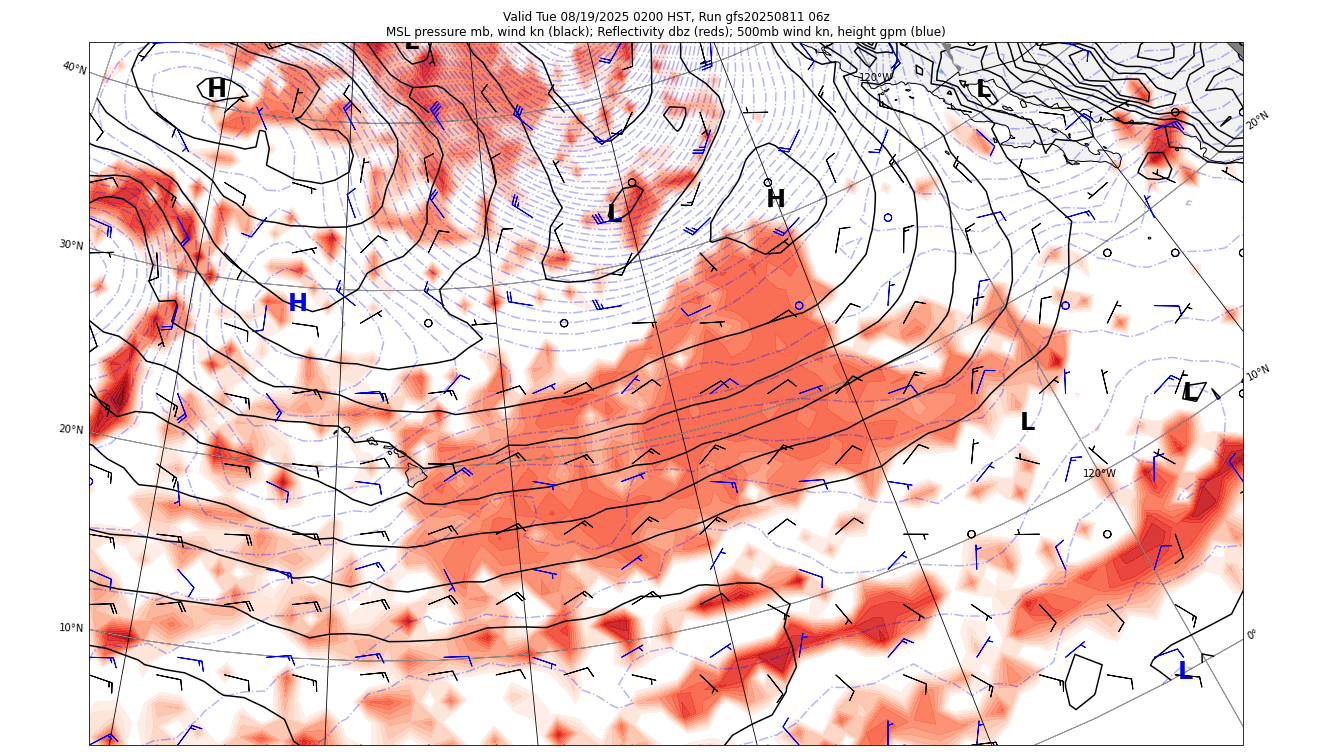 Valid Tue 08/19/2025 0200 HST, Run gfs20250811 06z
MSL pressure mb, wind kn (black); Reflectivity dbz (reds); 500mb wind kn, height gpm (blue)
L
40°N
120°W
H
L
20°N
L
H
30°N
H
10°N
L
L
20°N
120°W
10°N
0°
L